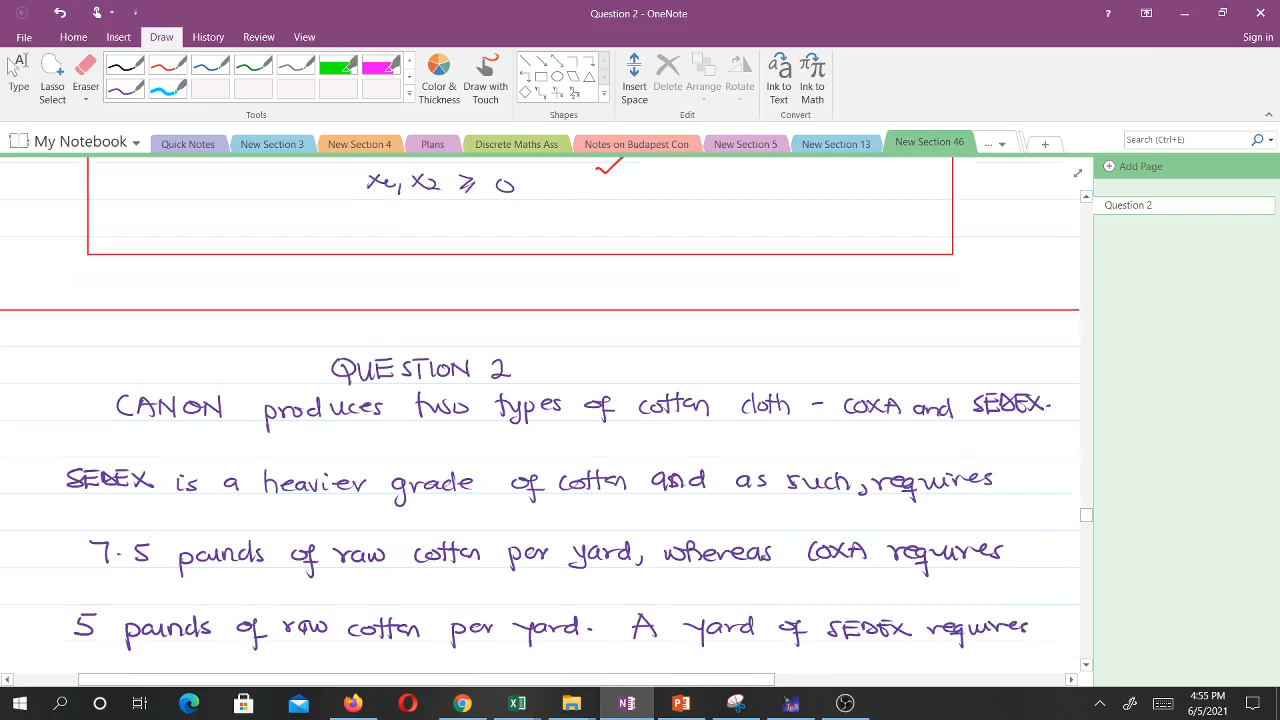 Question 2 - OneNote
Sign in
File Home Insert Draw History Review View
Type Lasso Select Eraser Color & Thickness Draw with Touch Insert Space Delete Arrange Rotate Ink to Text Ink to Math
Tools Shapes Edit Convert
My Notebook Quick Notes New Section 3 New Section 4 Plans Discrete Maths Ass Notes on Budapest Con New Section 5 New Section 13 New Section 46 ... + Search (Ctrl+E)
Add Page
Question 2
x₁, x₂ ≥ 0
QUESTION 2
CANON produces two types of cotten cloth - COXA and SEDEX.
SEDEX is a heavier grade of cotten and as such, requires
7.5 pounds of raw cotten per yard, whereas COXA requires
5 pounds of raw cotten per yard. A yard of SEDEX requires
4:55 PM
6/5/2021